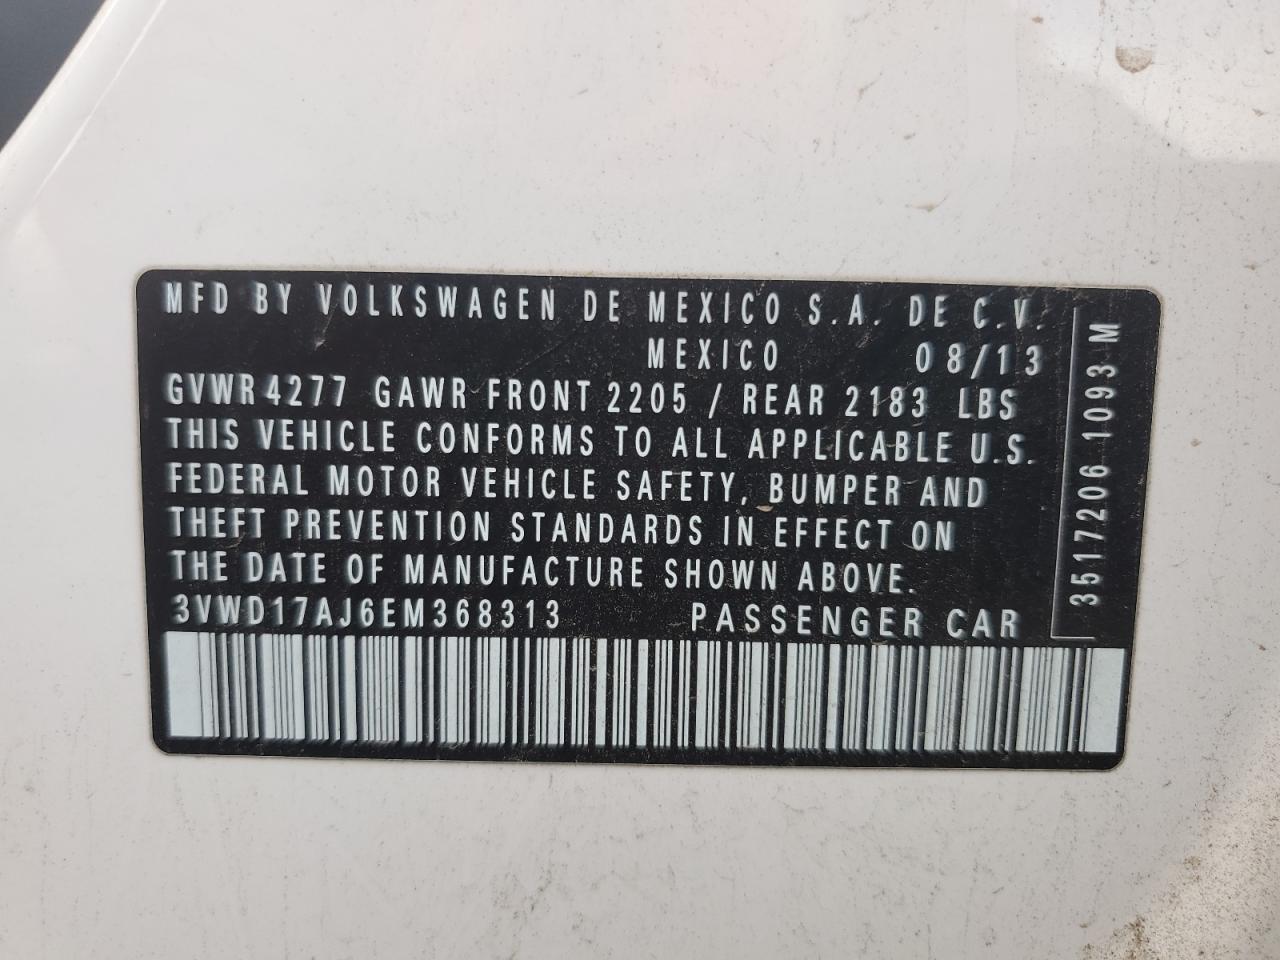 MFD BY VOLKSWAGEN DE MEXICO S.A. DE C.V.
MEXICO 08/13
GVWR 4277 GAWR FRONT 2205 / REAR 2183 LBS
THIS VEHICLE CONFORMS TO ALL APPLICABLE U.S.
FEDERAL MOTOR VEHICLE SAFETY, BUMPER AND
THEFT PREVENTION STANDARDS IN EFFECT ON
THE DATE OF MANUFACTURE SHOWN ABOVE.
3VWD17AJ6EM368313 PASSENGER CAR
3517206 1093 M